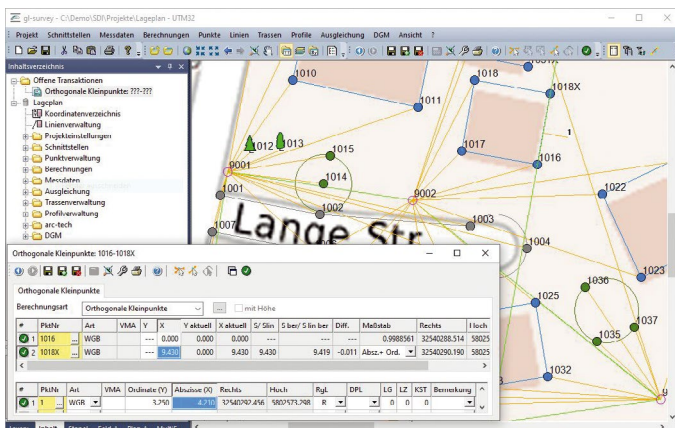 gl-survey - C:\Demo\SDI\Projekte\Lageplan - UTM32
Projekt Schnittstellen Messdaten Berechnungen Punkte Linien Trassen Profile Ausgleichung DGM Ansicht ?
Inhaltsverzeichnis
Offene Transaktionen
Orthogonale Kleinpunkte: ???-???
Lageplan
Koordinatenverzeichnis
Linienverwaltung
Projekteinstellungen
Schnittstellen
Punktverwaltung
Berechnungen
Messdaten
Ausgleichung
Trassenverwaltung
Profilverwaltung
arc-tech
DGM
1010
1011
1018
1018X
1
1012 1013
1015
1017
1016
9001
1014
1001
9002
1022
1002
1007
Lange Str
1003
1004
1023
1036
1025
1037
1035
1032
Orthogonale Kleinpunkte: 1016-1018X
Orthogonale Kleinpunkte
Berechnungsart Orthogonale Kleinpunkte ... mit Höhe
# PktNr Art VMA Y X Y aktuell X aktuell S/ Slin S ber/ S lin ber Diff. Maßstab Rechts Hoch
1 1016 ... WGB --- 0.000 0.000 0.000 --- --- --- 0.9988561 32540288.514 58025
2 1018X ... WGB --- 9.430 0.000 9.430 9.430 9.419 -0.011 Absz.+ Ord. 32540290.190 58025
# PktNr Art VMA Ordinate (Y) Abszisse (X) Rechts Hoch RgL DPL LG LZ KST Bemerkung
1 1 ... WGB 3.250 4.210 32540292.456 5802573.298 R 0 0 0